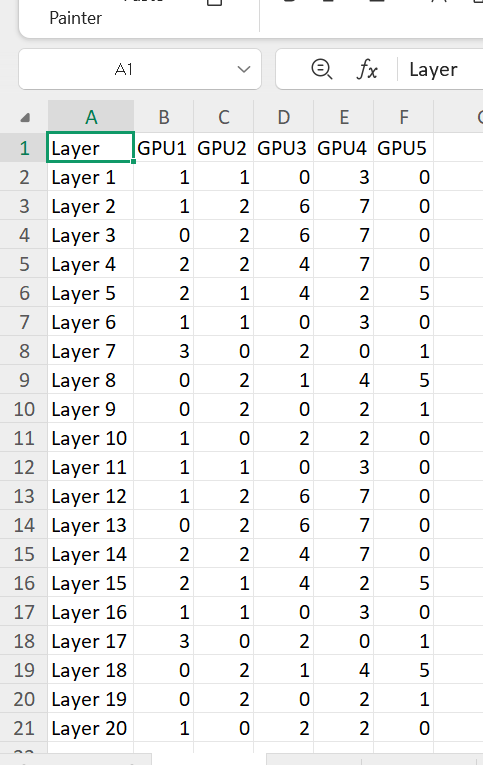 Painter
A1 fx Layer
A B C D E F
1 Layer GPU1 GPU2 GPU3 GPU4 GPU5
2 Layer 1 1 1 0 3 0
3 Layer 2 1 2 6 7 0
4 Layer 3 0 2 6 7 0
5 Layer 4 2 2 4 7 0
6 Layer 5 2 1 4 2 5
7 Layer 6 1 1 0 3 0
8 Layer 7 3 0 2 0 1
9 Layer 8 0 2 1 4 5
10 Layer 9 0 2 0 2 1
11 Layer 10 1 0 2 2 0
12 Layer 11 1 1 0 3 0
13 Layer 12 1 2 6 7 0
14 Layer 13 0 2 6 7 0
15 Layer 14 2 2 4 7 0
16 Layer 15 2 1 4 2 5
17 Layer 16 1 1 0 3 0
18 Layer 17 3 0 2 0 1
19 Layer 18 0 2 1 4 5
20 Layer 19 0 2 0 2 1
21 Layer 20 1 0 2 2 0